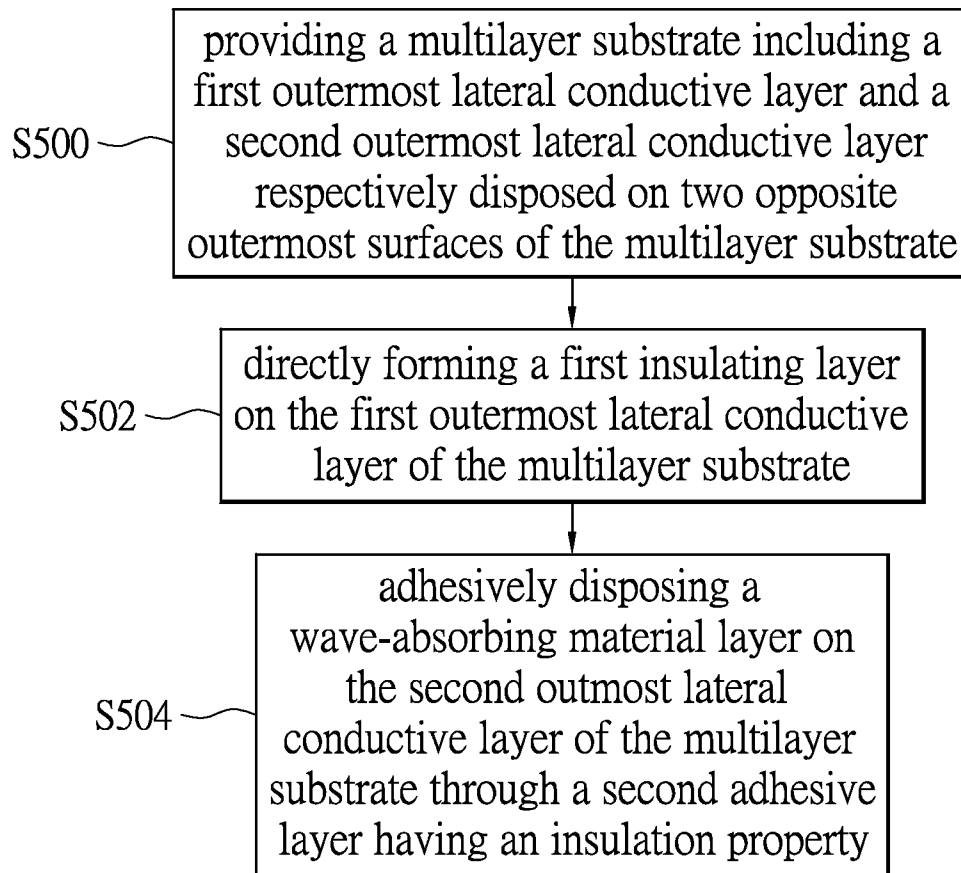 providing a multilayer substrate including a
first outermost lateral conductive layer and a
S500
second outermost lateral conductive layer
respectively disposed on two opposite
outermost surfaces of the multilayer substrate
directly forming a first insulating layer
S502
on the first outermost lateral conductive
layer of the multilayer substrate
adhesively disposing a
wave-absorbing material layer on
the second outmost lateral
S504
conductive layer of the multilayer
substrate through a second adhesive
layer having an insulation property